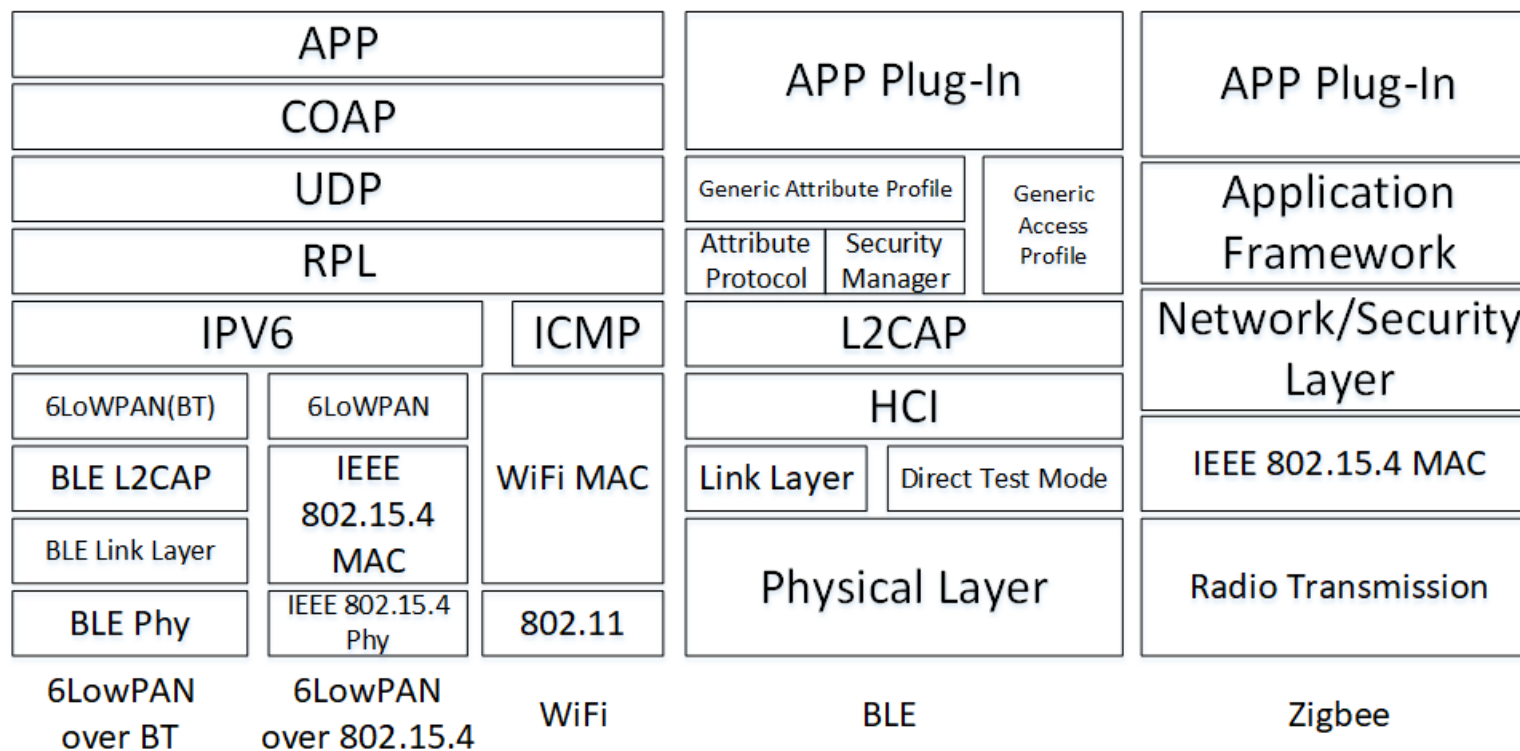 APP
COAP
UDP
RPL
IPV6
ICMP
6LoWPAN(BT)
6LoWPAN
BLE L2CAP
IEEE
802.15.4
MAC
WiFi MAC
BLE Link Layer
BLE Phy
IEEE 802.15.4
Phy
802.11
6LowPAN
over BT
6LowPAN
over 802.15.4
WiFi
APP Plug-In
Generic Attribute Profile
Generic
Access
Profile
Attribute
Protocol
Security
Manager
L2CAP
HCI
Link Layer
Direct Test Mode
Physical Layer
BLE
APP Plug-In
Application
Framework
Network/Security
Layer
IEEE 802.15.4 MAC
Radio Transmission
Zigbee